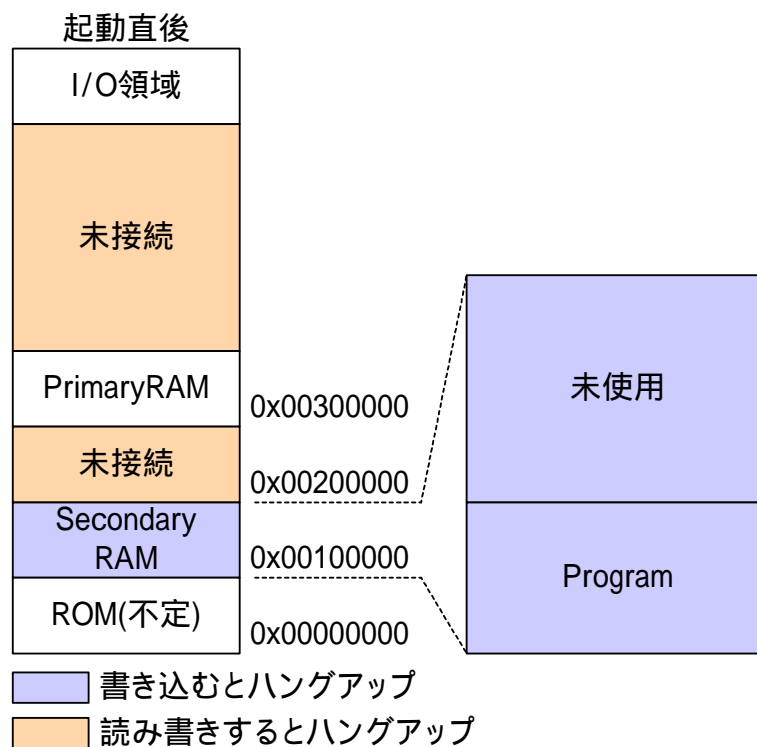 起動直後
I/O領域
未接続
PrimaryRAM
0x00300000
未接続
0x00200000
Secondary
RAM
0x00100000
ROM(不定)
0x00000000
未使用
Program
書き込むとハングアップ
読み書きするとハングアップ